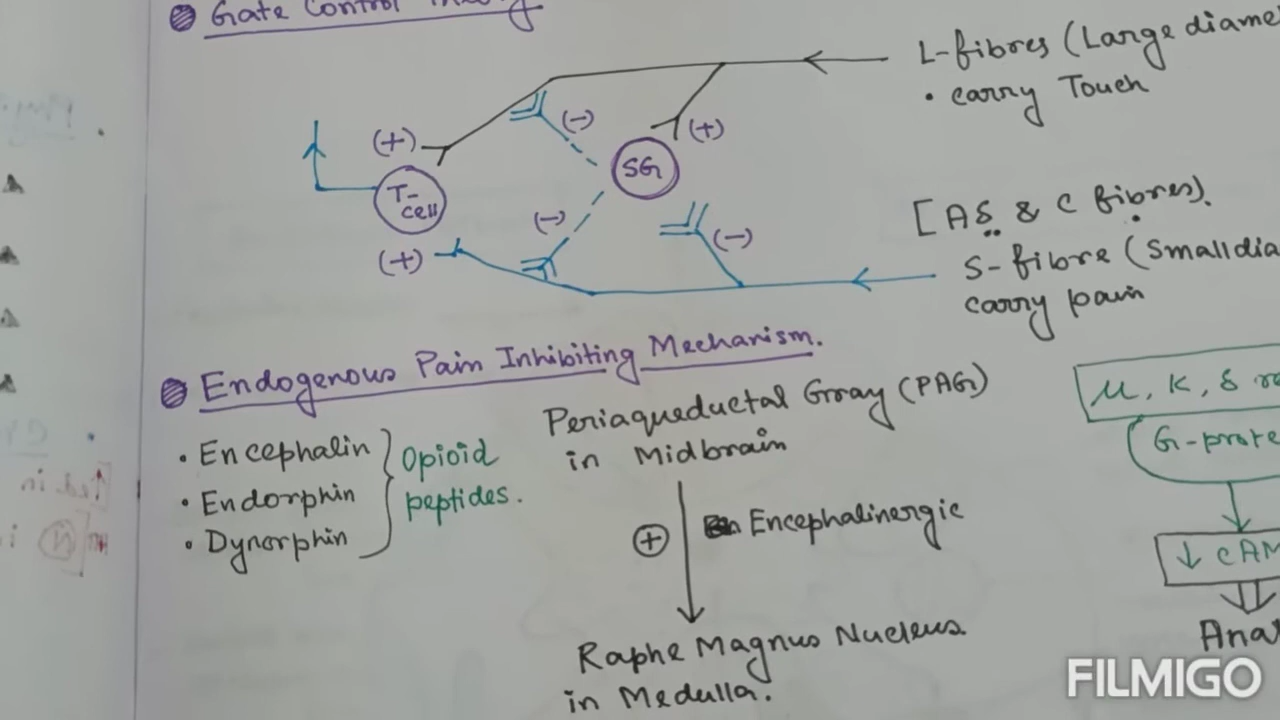 Gate Control
L-fibres (Large diame
• carry Touch
(+)
(-)
(+)
SG
T-cell
(-)
(-)
(+)
[Aδ & C fibres).
S-fibre (Small dia
carry pain
Endogenous Pain Inhibiting Mechanism.
• Encephalin
• Endorphin
• Dynorphin
Opioid
peptides.
Periaqueductal Gray (PAG)
in Midbrain
+
Encephalinergic
Raphe Magnus Nucleus
in Medulla.
μ, K, δ
G-prote
↓ cAM
Ana
FILMIGO